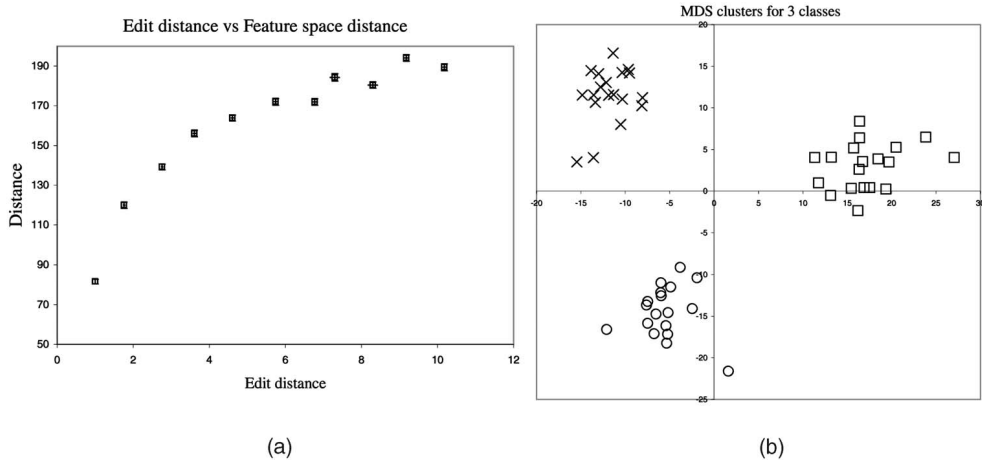 Edit distance vs Feature space distance
190
170
150
130
110
90
70
50
0 2 4 6 8 10 12
Distance
Edit distance
(a)
MDS clusters for 3 classes
20
15
10
5
0
-20 -15 -10 -5 0 5 10 15 20 25 30
-5
-10
-15
-20
-25
(b)